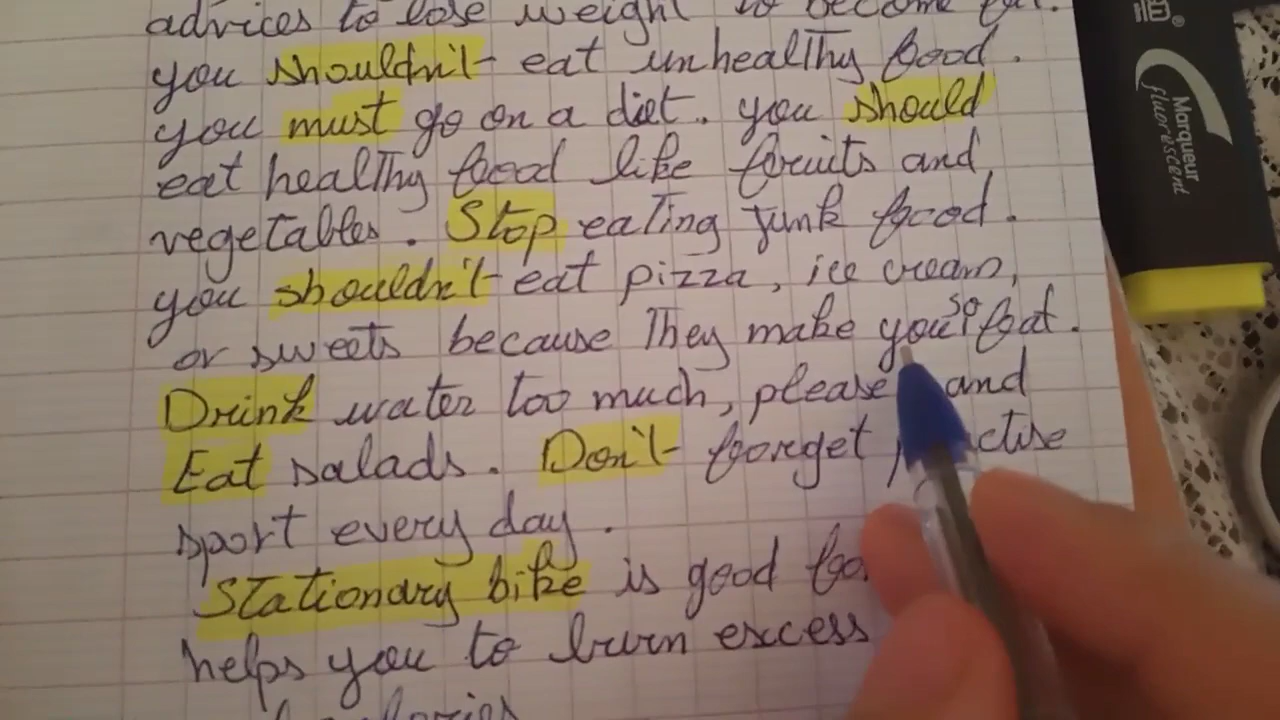 advices to lose weight to become fit.
you shouldn't eat unhealthy food.
you must go on a diet. you should
eat healthy food like fruits and
vegetables. Stop eating junk food.
you shouldn't eat pizza, ice cream,
or sweets because they make you so fat.
Drink water too much, please and
Eat salads. Don't forget
sport every day.
Stationary bike is good
helps you to burn excess
Marqueur
fluorescent